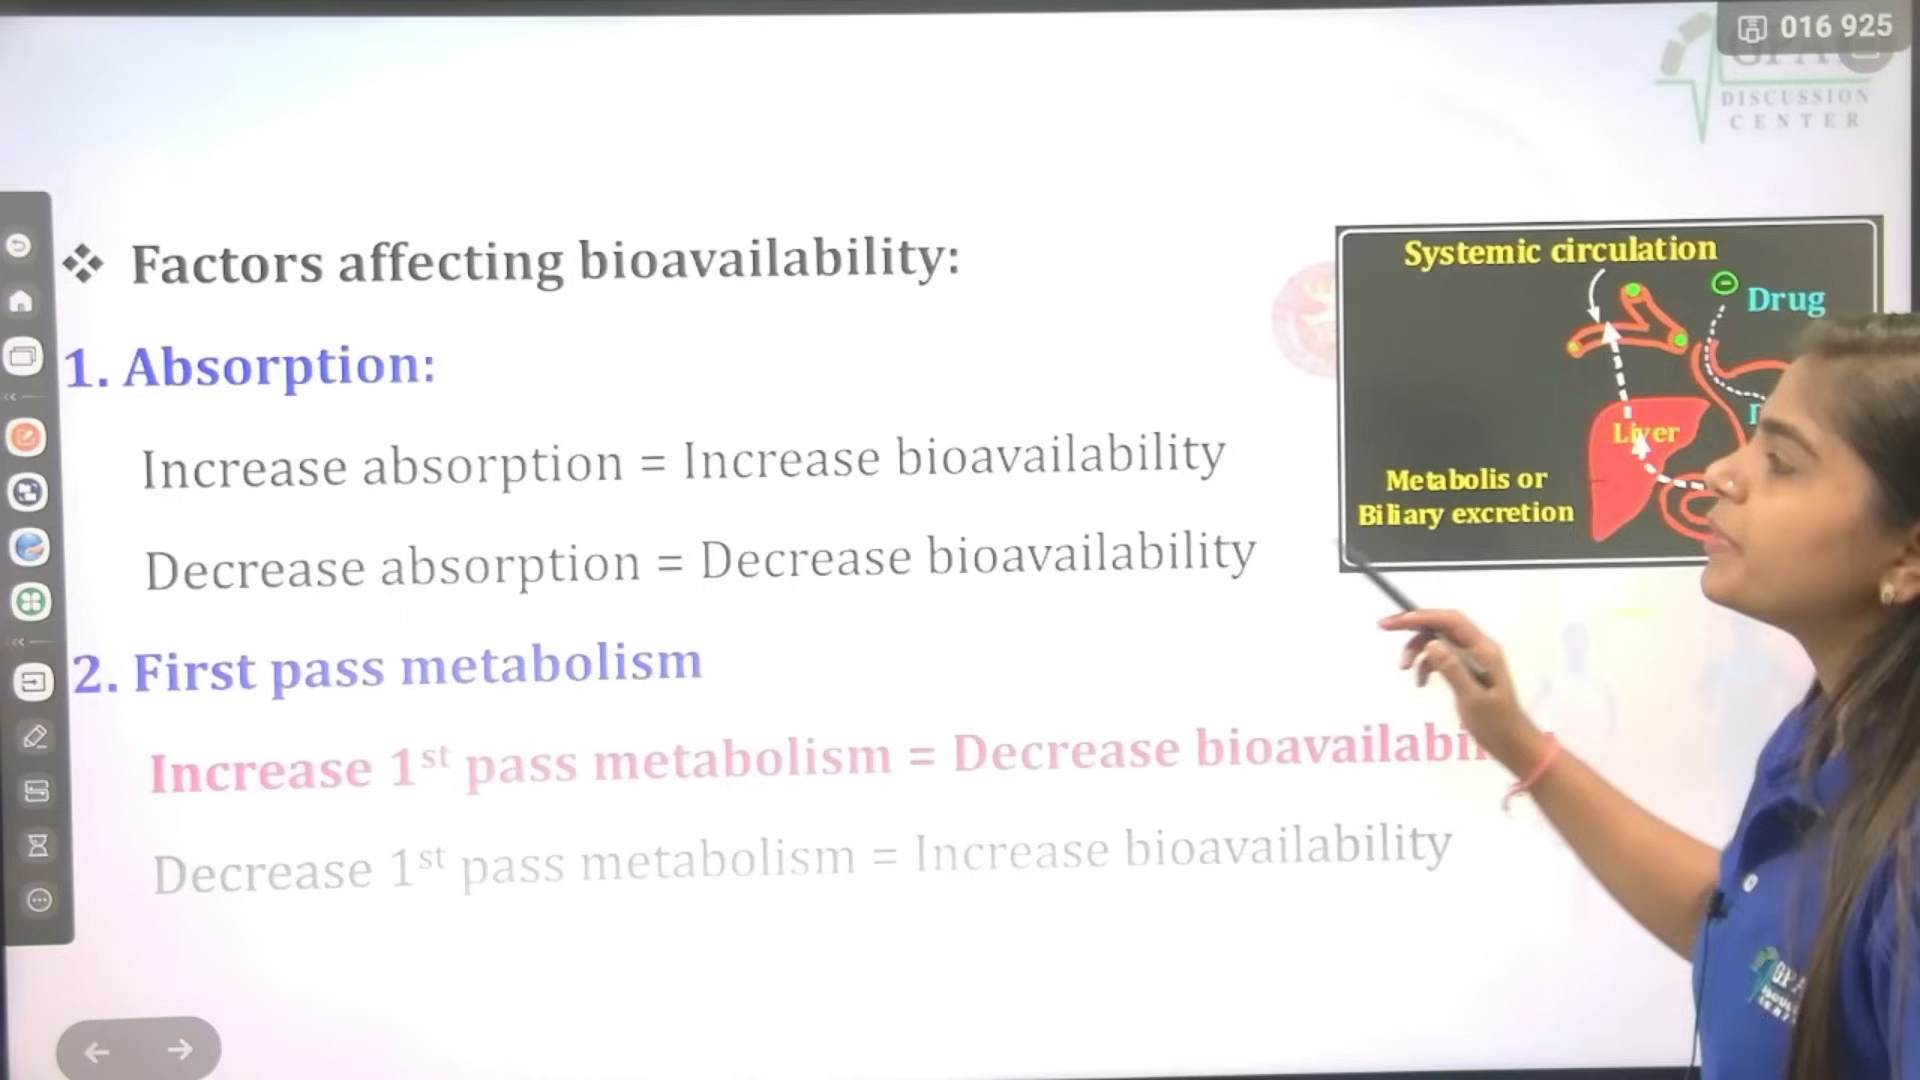 016 925
DISCUSSION
CENTER
❖ Factors affecting bioavailability:
1. Absorption:
Increase absorption = Increase bioavailability
Decrease absorption = Decrease bioavailability
2. First pass metabolism
Increase 1st pass metabolism = Decrease
Decrease 1st pass metabolism = Increase bioavailability
Systemic circulation
Drug
Liver
Metabolis or
Biliary excretion